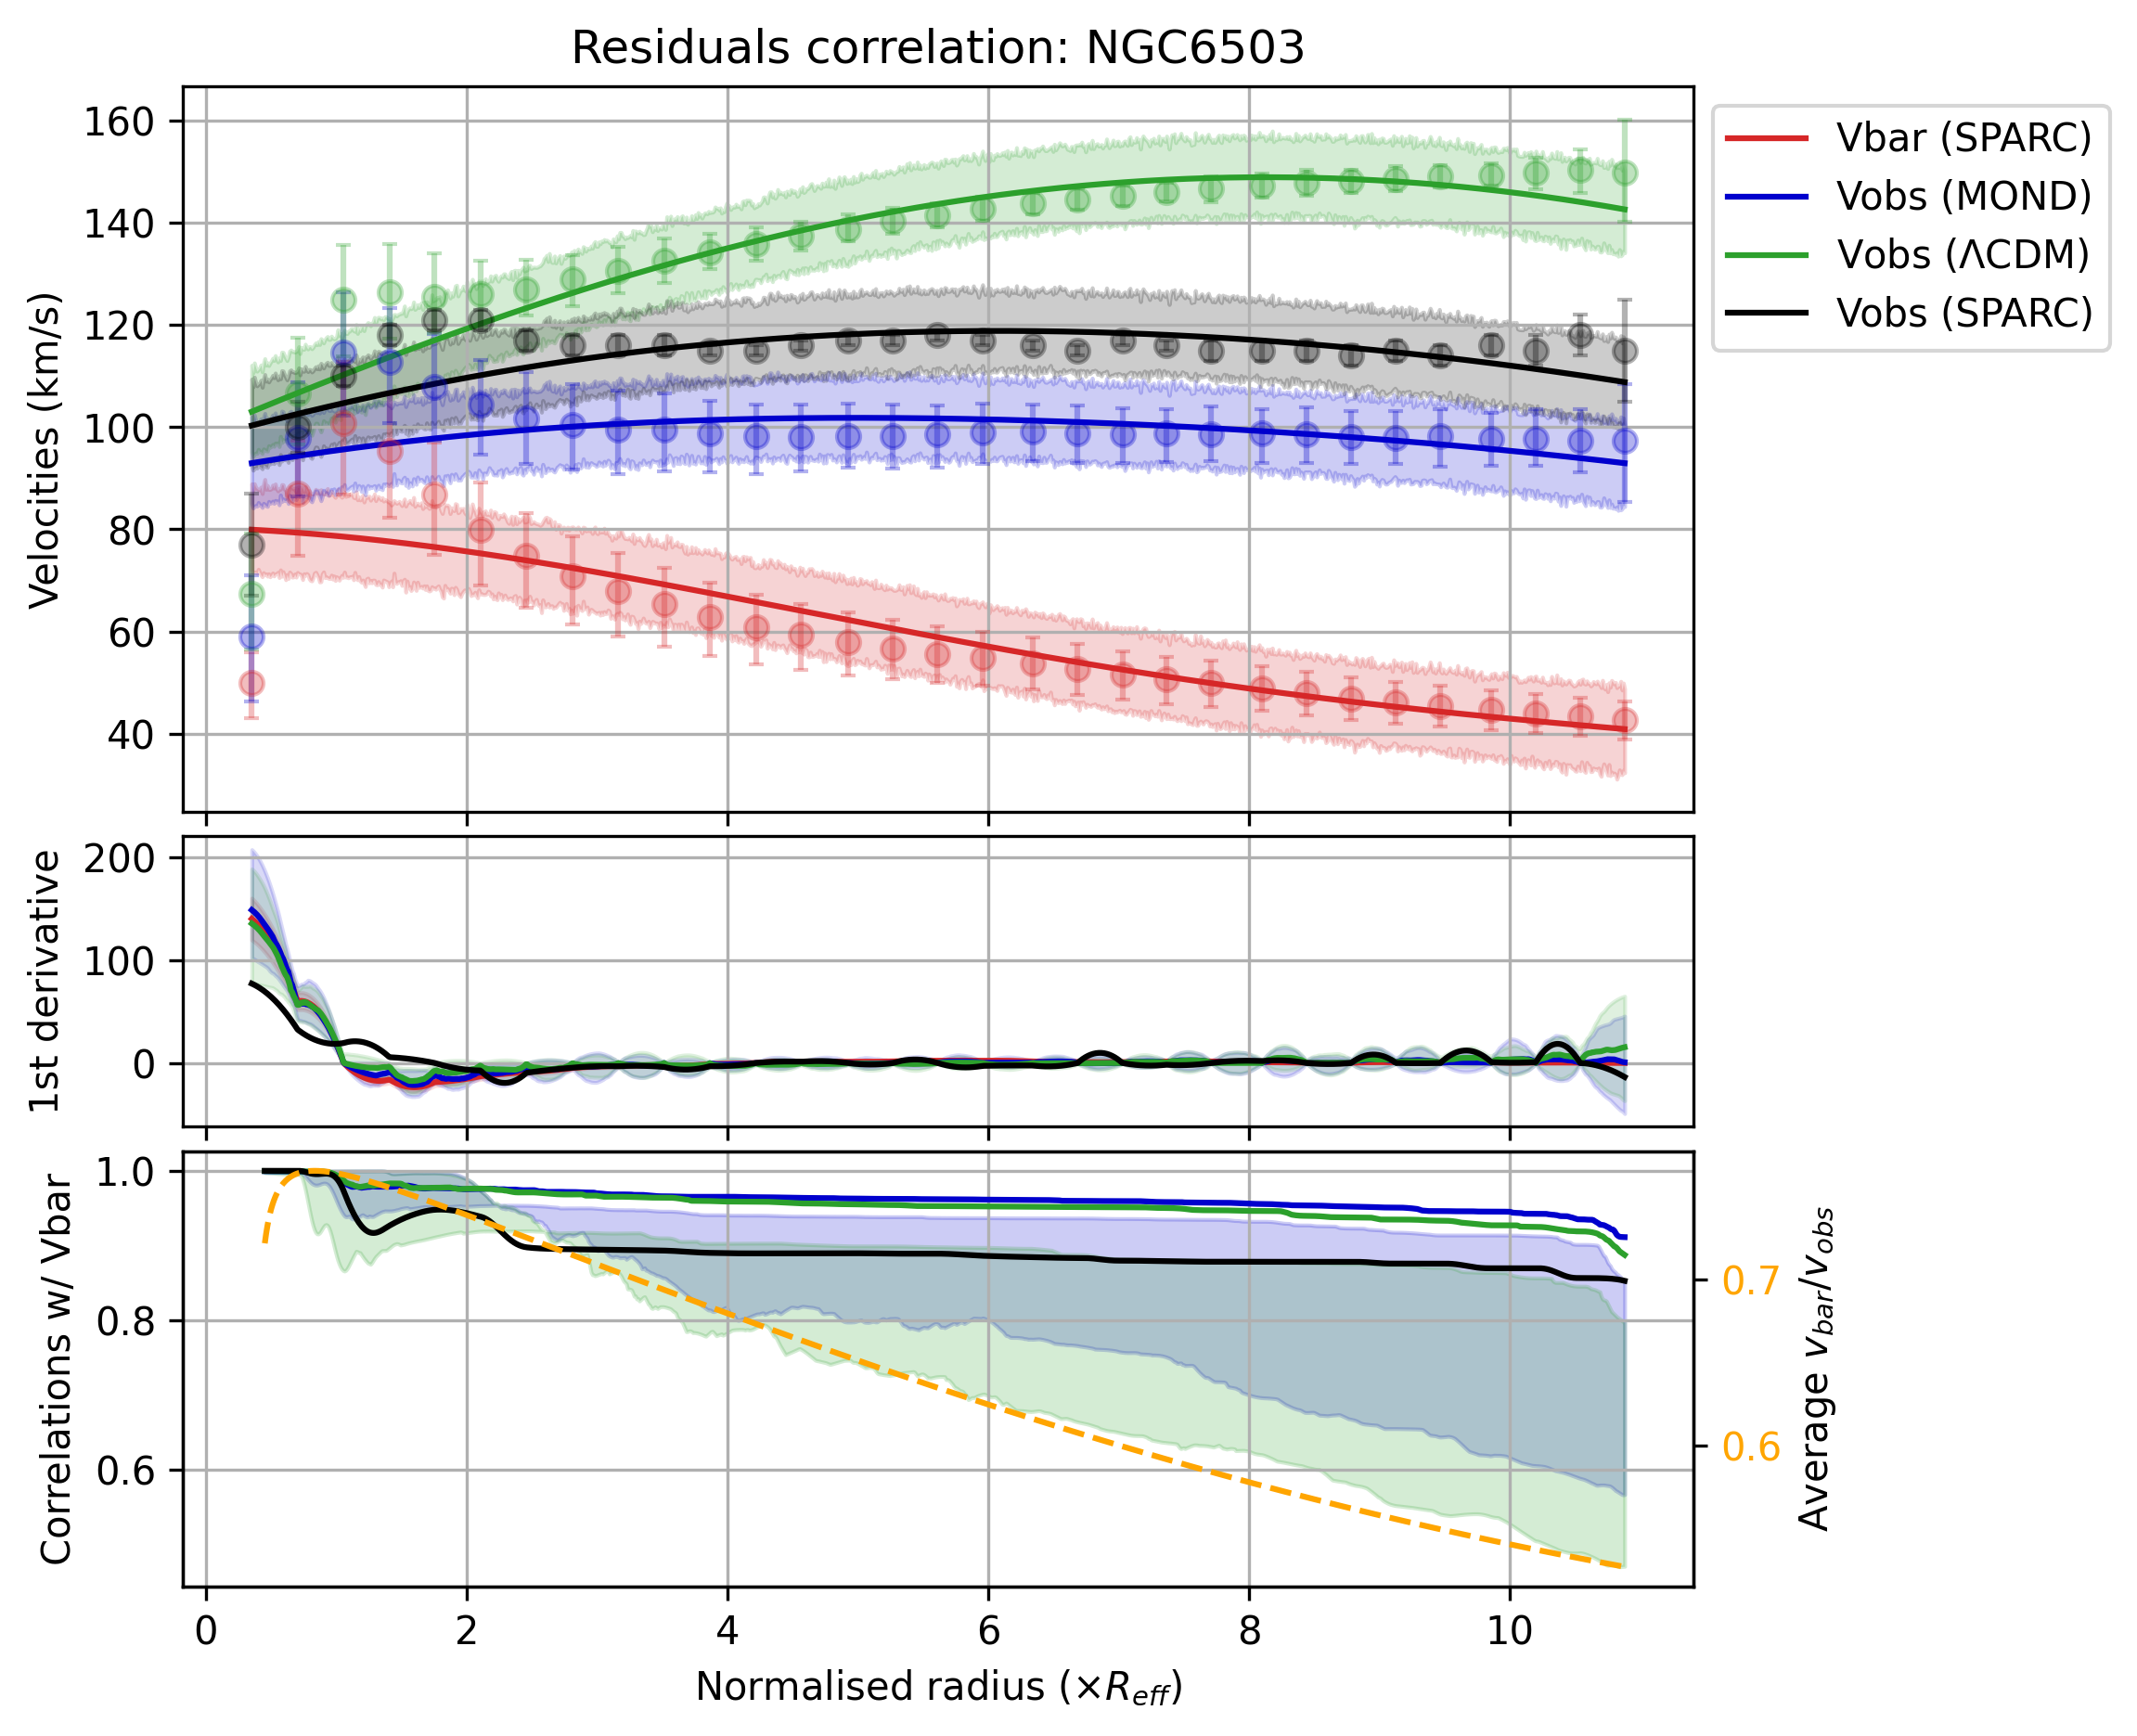 Residuals correlation: NGC6503
Velocities (km/s)
160
140
120
100
80
60
40
Vbar (SPARC)
Vobs (MOND)
Vobs (ΛCDM)
Vobs (SPARC)
1st derivative
200
100
0
Correlations w/ Vbar
1.0
0.8
0.6
0.7
0.6
Average v_bar/v_obs
0 2 4 6 8 10
Normalised radius (×R_eff)